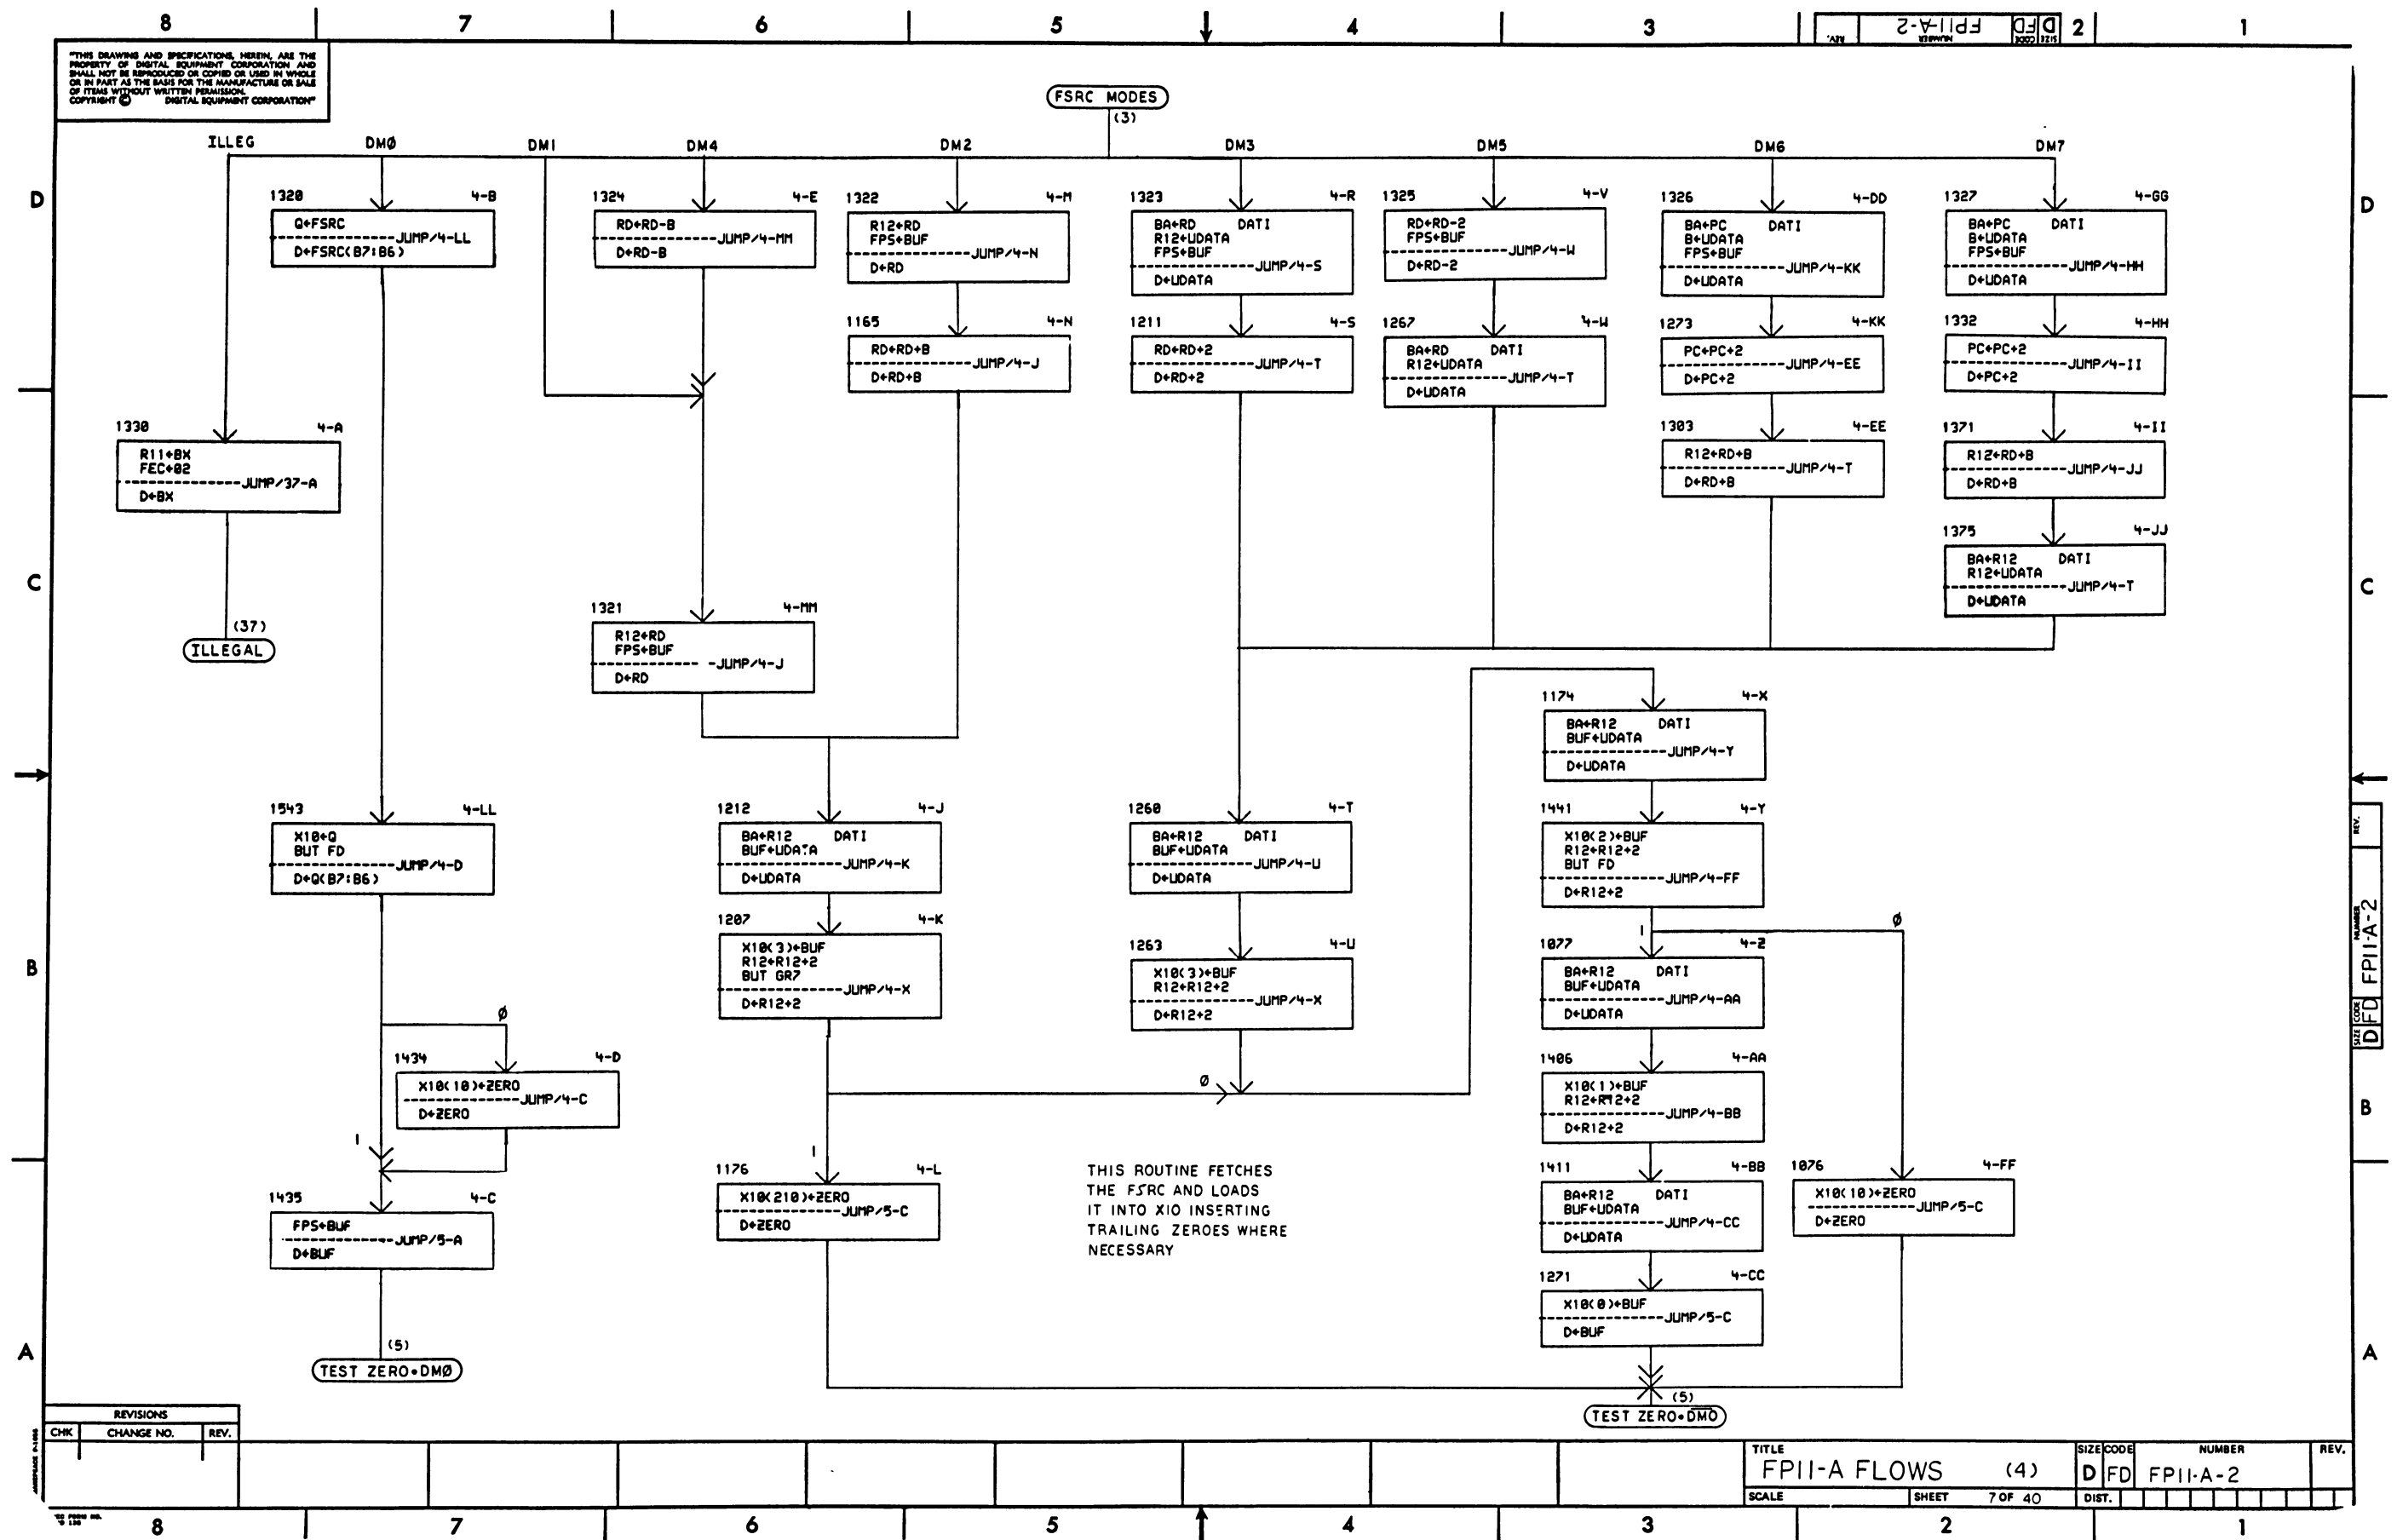 8 7 6 5 4 3 2 1
SIZE D CODE FD NUMBER FP11-A-2 REV.
"THIS DRAWING AND SPECIFICATIONS, HEREIN, ARE THE
PROPERTY OF DIGITAL EQUIPMENT CORPORATION AND
SHALL NOT BE REPRODUCED OR COPIED OR USED IN WHOLE
OR IN PART AS THE BASIS FOR THE MANUFACTURE OR SALE
OF ITEMS WITHOUT WRITTEN PERMISSION.
COPYRIGHT © DIGITAL EQUIPMENT CORPORATION"
FSRC MODES
(3)
ILLEG DMØ DM1 DM4 DM2 DM3 DM5 DM6 DM7
D
D
1320 4-B
Q←FSRC
JUMP/4-LL
D←FSRC(B7:B6)
1324 4-E
RD←RD-B
JUMP/4-MM
D←RD-B
1322 4-M
R12←RD
FPS←BUF
JUMP/4-N
D←RD
1323 4-R
BA←RD DATI
R12←UDATA
FPS←BUF
JUMP/4-S
D←UDATA
1325 4-V
RD←RD-2
FPS←BUF
JUMP/4-W
D←RD-2
1326 4-DD
BA←PC DATI
B←UDATA
FPS←BUF
JUMP/4-KK
D←UDATA
1327 4-GG
BA←PC DATI
B←UDATA
FPS←BUF
JUMP/4-HH
D←UDATA
1165 4-N
RD←RD+B
JUMP/4-J
D←RD+B
1211 4-S
RD←RD+2
JUMP/4-T
D←RD+2
1267 4-W
BA←RD DATI
R12←UDATA
JUMP/4-T
D←UDATA
1273 4-KK
PC←PC+2
JUMP/4-EE
D←PC+2
1332 4-HH
PC←PC+2
JUMP/4-II
D←PC+2
1330 4-A
R11←BX
FEC←02
JUMP/37-A
D←BX
1303 4-EE
R12←RD+B
JUMP/4-T
D←RD+B
1371 4-II
R12←RD+B
JUMP/4-JJ
D←RD+B
1375 4-JJ
BA←R12 DATI
R12←UDATA
JUMP/4-T
D←UDATA
C
C
(37)
ILLEGAL
1321 4-MM
R12←RD
FPS←BUF
JUMP/4-J
D←RD
1174 4-X
BA←R12 DATI
BUF←UDATA
JUMP/4-Y
D←UDATA
1543 4-LL
X10←Q
BUT FD
JUMP/4-D
D←Q(B7:B6)
1212 4-J
BA←R12 DATI
BUF←UDATA
JUMP/4-K
D←UDATA
1260 4-T
BA←R12 DATI
BUF←UDATA
JUMP/4-U
D←UDATA
1441 4-Y
X10(2)←BUF
R12←R12+2
BUT FD
JUMP/4-FF
D←R12+2
1 Ø
1207 4-K
X10(3)←BUF
R12←R12+2
BUT GR7
JUMP/4-X
D←R12+2
1263 4-U
X10(3)←BUF
R12←R12+2
JUMP/4-X
D←R12+2
1077 4-Z
BA←R12 DATI
BUF←UDATA
JUMP/4-AA
D←UDATA
B
B
Ø
1434 4-D
X10(10)←ZERO
JUMP/4-C
D←ZERO
Ø
1406 4-AA
X10(1)←BUF
R12←R12+2
JUMP/4-BB
D←R12+2
1
1435 4-C
FPS←BUF
JUMP/5-A
D←BUF
1
1176 4-L
X10(210)←ZERO
JUMP/5-C
D←ZERO
THIS ROUTINE FETCHES
THE FSRC AND LOADS
IT INTO X10 INSERTING
TRAILING ZEROES WHERE
NECESSARY
1411 4-BB
BA←R12 DATI
BUF←UDATA
JUMP/4-CC
D←UDATA
1076 4-FF
X10(10)←ZERO
JUMP/5-C
D←ZERO
1271 4-CC
X10(0)←BUF
JUMP/5-C
D←BUF
A
A
(5)
TEST ZERO•DMØ
(5)
TEST ZERO•D̅M̅O̅
REV.
NUMBER FP11-A-2
SIZE D CODE FD
REVISIONS
CHK CHANGE NO. REV.
TITLE
FP11-A FLOWS (4)
SIZE CODE NUMBER REV.
D FD FP11-A-2
SCALE SHEET 7 OF 40 DIST.
8 7 6 5 4 3 2 1